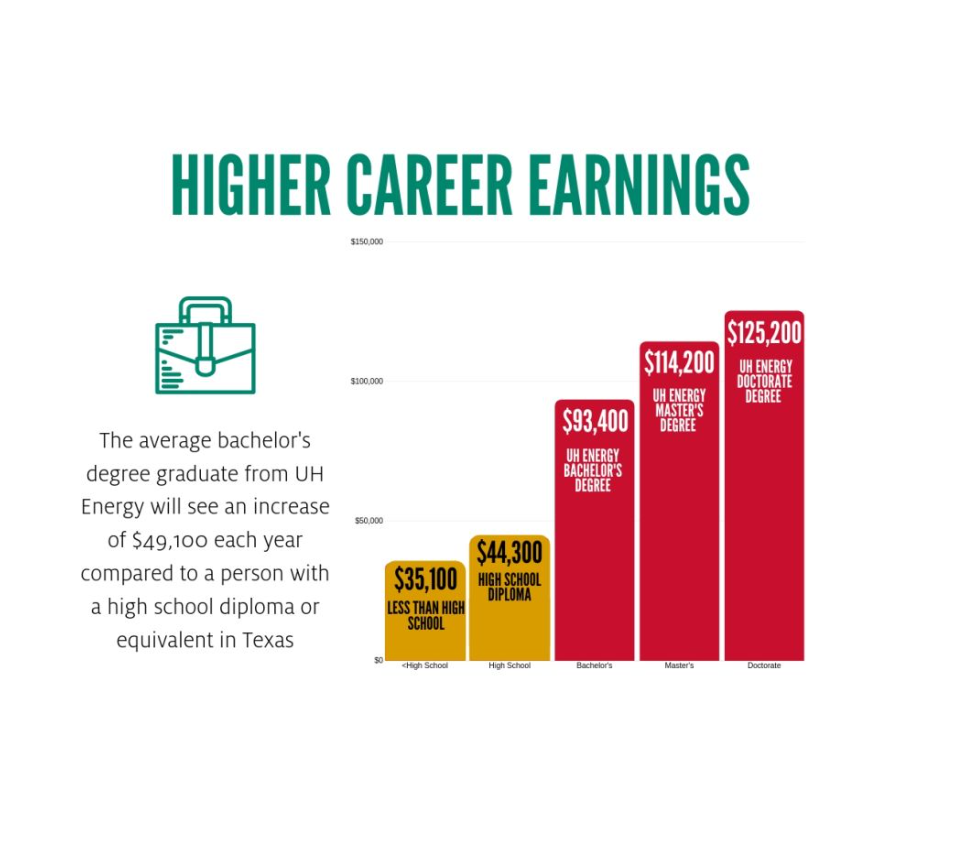 HIGHER CAREER EARNINGS
The average bachelor's
degree graduate from UH
Energy will see an increase
of $49,100 each year
compared to a person with
a high school diploma or
equivalent in Texas
$150,000
$100,000
$50,000
$0
$35,100
LESS THAN HIGH
SCHOOL
$44,300
HIGH SCHOOL
DIPLOMA
$93,400
UH ENERGY
BACHELOR'S
DEGREE
$114,200
UH ENERGY
MASTER'S
DEGREE
$125,200
UH ENERGY
DOCTORATE
DEGREE
<High School
High School
Bachelor's
Master's
Doctorate